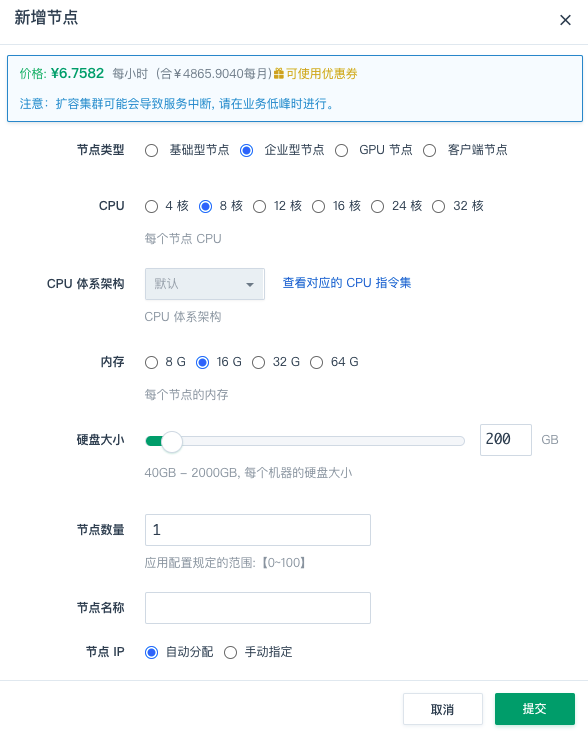 新增节点
价格: ¥6.7582 每小时 (合¥4865.9040每月) 可使用优惠券
注意: 扩容集群可能会导致服务中断, 请在业务低峰时进行。
节点类型 基础型节点 企业型节点 GPU 节点 客户端节点
CPU 4 核 8 核 12 核 16 核 24 核 32 核
每个节点 CPU
CPU 体系架构 默认 查看对应的 CPU 指令集
CPU 体系架构
内存 8 G 16 G 32 G 64 G
每个节点的内存
硬盘大小 200 GB
40GB - 2000GB, 每个机器的硬盘大小
节点数量 1
应用配置规定的范围:【0~100】
节点名称
节点 IP 自动分配 手动指定
取消 提交